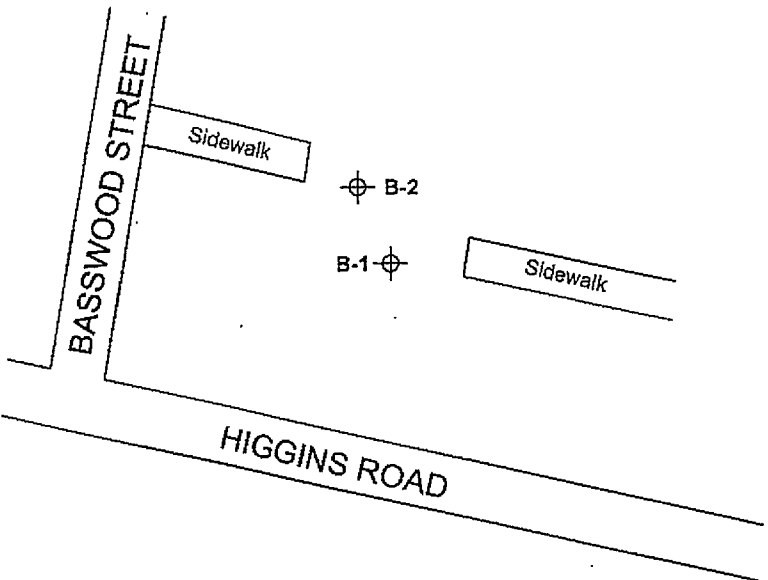 BASSWOOD STREET
Sidewalk
B-2
B-1
Sidewalk
HIGGINS ROAD